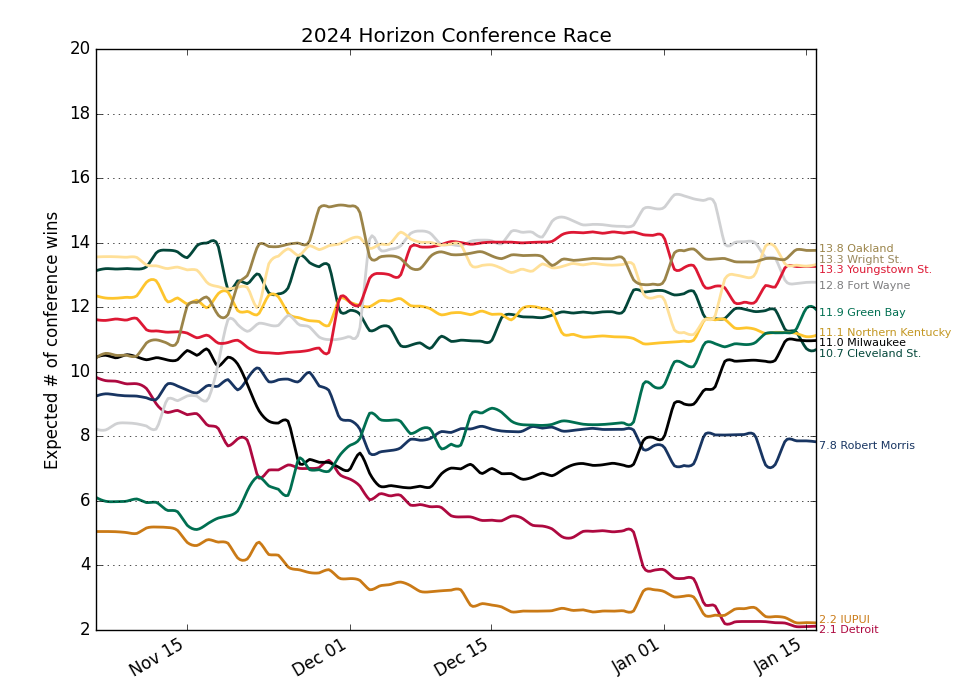 2024 Horizon Conference Race
Expected # of conference wins
20
18
16
14
12
10
8
6
4
2
Nov 15
Dec 01
Dec 15
Jan 01
Jan 15
13.8 Oakland
13.3 Wright St.
13.3 Youngstown St.
12.8 Fort Wayne
11.9 Green Bay
11.1 Northern Kentucky
11.0 Milwaukee
10.7 Cleveland St.
7.8 Robert Morris
2.2 IUPUI
2.1 Detroit